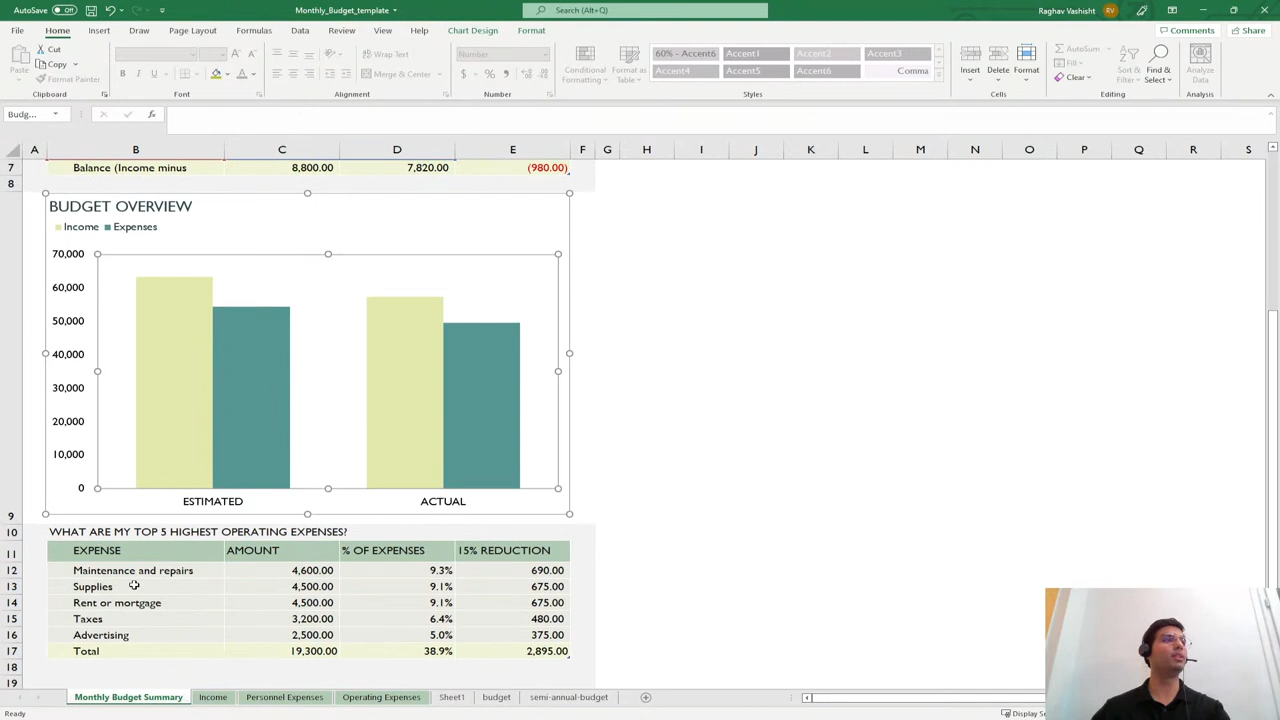 AutoSave Off Monthly_Budget_template Search (Alt+Q) Raghav Vashisht RV
File Home Insert Draw Page Layout Formulas Data Review View Help Chart Design Format Comments Share
Paste Cut Copy Format Painter
B I U
Wrap Text Merge & Center
Number
$ %
Conditional Formatting Format as Table
60% - Accent6 Accent1 Accent2 Accent3
Accent4 Accent5 Accent6 Comma
Insert Delete Format
AutoSum Fill Clear
Sort & Filter Find & Select Analyze Data
Clipboard Font Alignment Number Styles Cells Editing Analysis
Budg... fx
A B C D E F G H I J K L M N O P Q R S
7 Balance (Income minus 8,800.00 7,820.00 (980.00)
8
BUDGET OVERVIEW
Income Expenses
70,000
60,000
50,000
40,000
30,000
20,000
10,000
0
ESTIMATED ACTUAL
9
10 WHAT ARE MY TOP 5 HIGHEST OPERATING EXPENSES?
11 EXPENSE AMOUNT % OF EXPENSES 15% REDUCTION
12 Maintenance and repairs 4,600.00 9.3% 690.00
13 Supplies 4,500.00 9.1% 675.00
14 Rent or mortgage 4,500.00 9.1% 675.00
15 Taxes 3,200.00 6.4% 480.00
16 Advertising 2,500.00 5.0% 375.00
17 Total 19,300.00 38.9% 2,895.00
18
19
Monthly Budget Summary Income Personnel Expenses Operating Expenses Sheet1 budget semi-annual-budget
Ready Display Se